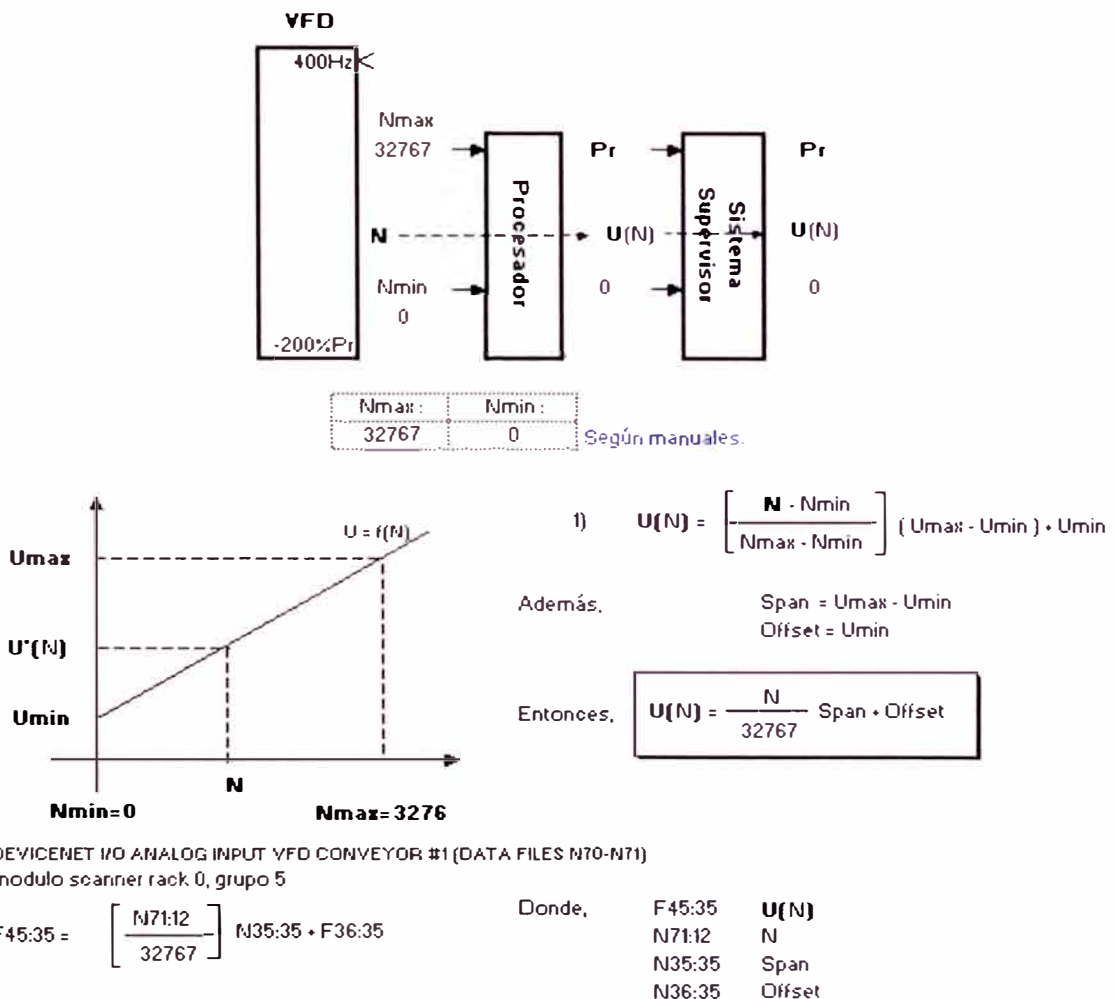 VFD
400Hz
Nmax
32767
Pr
Pr
Procesador
Sistema
Supervisor
N
U(N)
U(N)
Nmin
0
0
0
-200%Pr
Nmax :
Nmin :
32767
0
Según manuales.
U = f(N)
Umax
U'(N)
Umin
N
Nmin=0
Nmax=3276
1) U(N) = [ N - Nmin / Nmax - Nmin ] ( Umax - Umin ) + Umin
Además,
Span = Umax - Umin
Offset = Umin
Entonces,
U(N) = N / 32767 Span + Offset
DEVICENET I/O ANALOG INPUT VFD CONVEYOR #1 (DATA FILES N70-N71)
modulo scanner rack 0, grupo 5
F45:35 = [ N71:12 / 32767 ] N35:35 + F36:35
Donde,
F45:35 U(N)
N71:12 N
N35:35 Span
N36:35 Offset